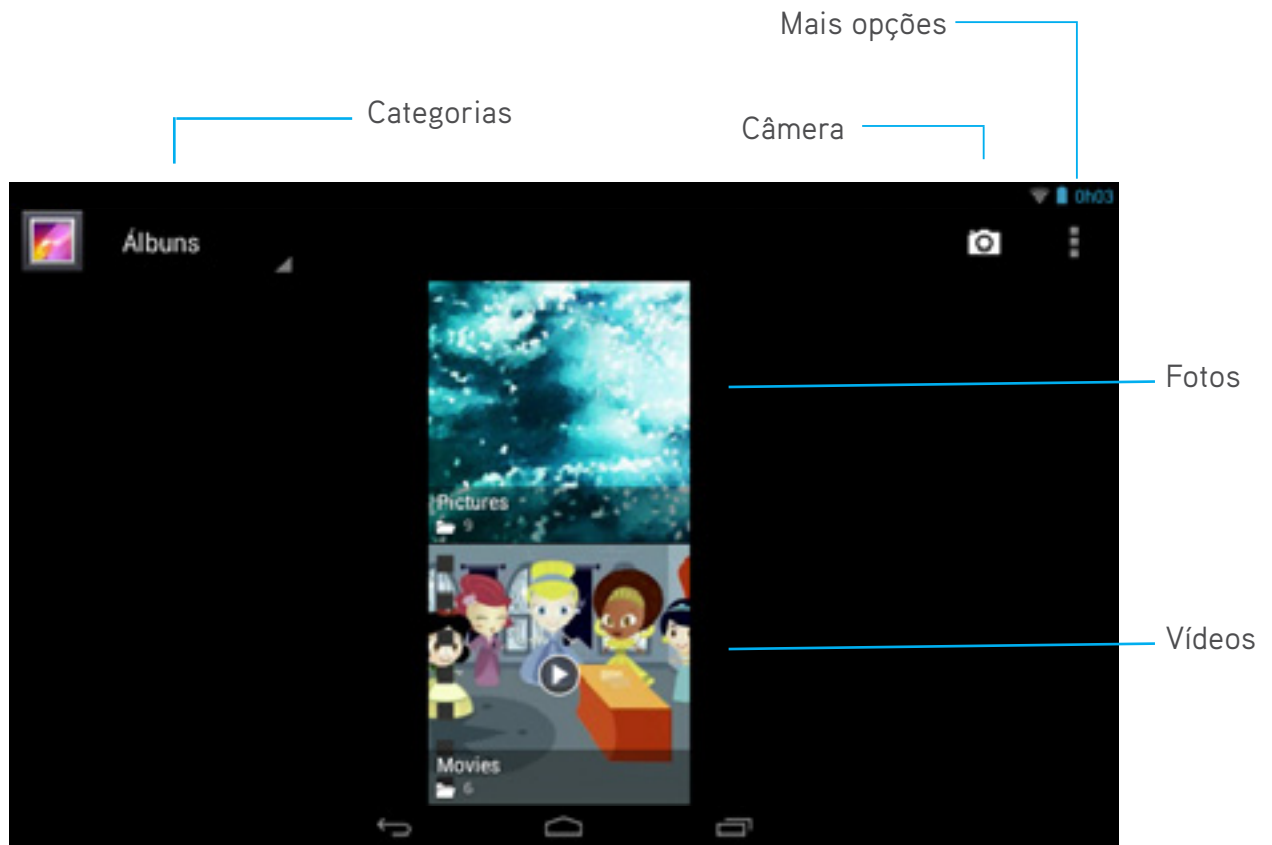 Mais opções
Categorias
Câmera
0h03
Álbuns
Fotos
Pictures
9
Vídeos
Movies
6